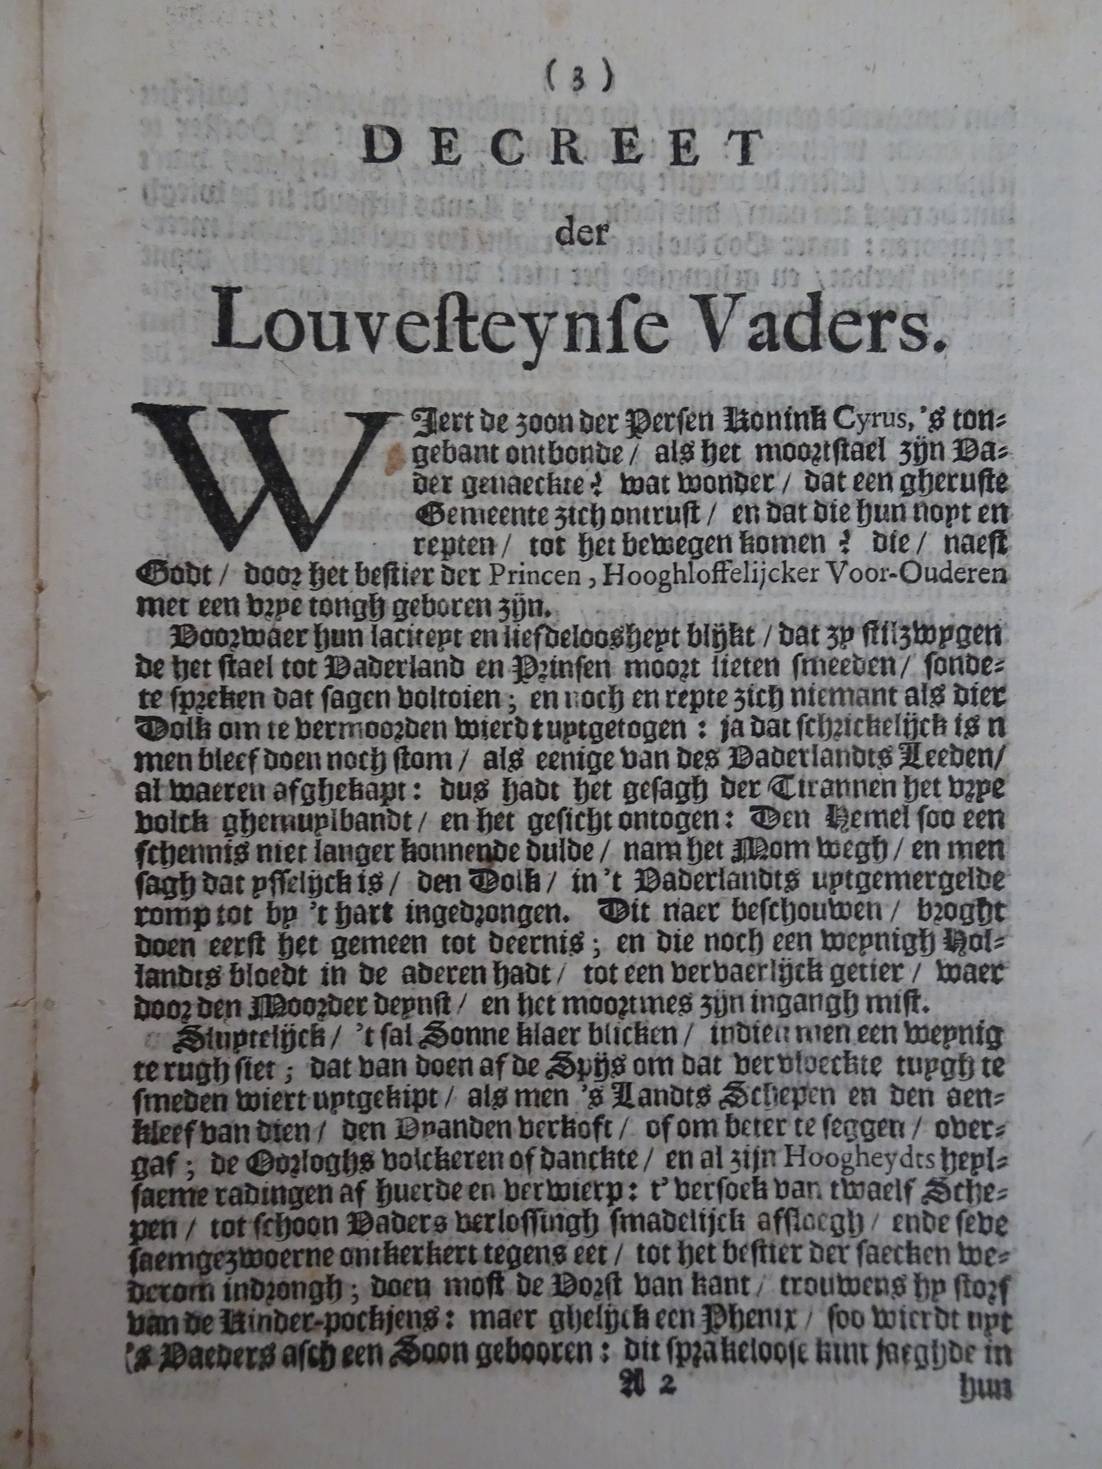 ( 3 )
DECREET
der
Louveſteynſe Vaders.
WIert de zoon der Perſen Konink Cyrus, 's ton-
gebant ontbonde / als het moortſtael zijn Va-
der genaeckte? wat wonder / dat een gheruſte
Gemeente zich ontruſt / en dat die hun noyt en
repten / tot het bewegen komen ? die / naeſt
Godt / door het beſtier der Princen, Hooghloffelijcker Voor-Ouderen
met een vrye tongh geboren zijn.
Voorwaer hun laciteyt en liefdelooſheyt blijkt / dat zy ſtilzwygen
de het ſtael tot Vaderland en Prinſen moort lieten ſmeeden / ſonde-
te ſpreken dat ſagen voltoien; en noch en repte zich niemant als dier
Dolk om te vermoorden wierdt uytgetogen : ja dat ſchrickelijck is n
men bleef doen noch ſtom / als eenige van des Vaderlandts Leeden /
al waeren afghekapt: dus hadt het geſagh der Tirannen het vrye
volck ghemuylbandt / en het geſicht ontogen: Den Hemel ſoo een
ſchennis niet langer konnende dulde / nam het Mom wegh / en men
ſagh dat yſſelijck is / den Dolk / in 't Vaderlandts uytgemergelde
romp tot by 't hart ingedrongen. Dit naer beſchouwen / broght
doen eerſt het gemeen tot deernis; en die noch een weynigh Hol-
landts bloedt in de aderen hadt / tot een vervaerlijck getier / waer
door den Moorder deynſt / en het moortmes zijn ingangh miſt.
Sluytelijck / 't ſal Sonne klaer blicken / indien men een weynig
te rugh ſiet; dat van doen af de Spijs om dat vervloeckte tuygh te
ſmeden wiert uytgekipt / als men 's Landts Schepen en den aen-
kleef van dien / den Vyanden verkoft / of om beter te ſeggen / over-
gaf; de Oorloghs volckeren of danckte / en al zijn Hoogheydts heyl-
ſaeme radingen af huerde en verwierp: t' verſoek van twaelf Sche-
pen / tot ſchoon Vaders verloſſingh ſmadelijck afſloegh / ende ſeve
ſaemgezwoerne ontkerkert tegens eet / tot het beſtier der ſaecken we-
derom indrongh; doen moſt de Vorſt van kant / trouwens hy ſtorf
van de Kinder-pockjens: maer ghelijck een Phenix / ſoo wierdt uyt
's Vaeders aſch een Soon gebooren: dit ſprakelooſe kint jaeghde in
A 2
hun